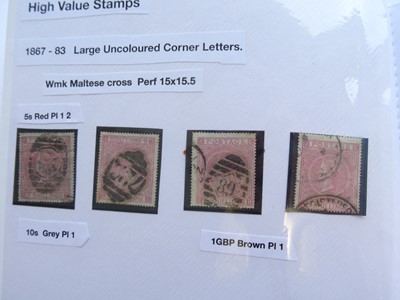 High Value Stamps
1867 - 83 Large Uncoloured Corner Letters.
Wmk Maltese cross Perf 15x15.5
5s Red Pl 1 2
89
10s Grey Pl 1
1GBP Brown Pl 1